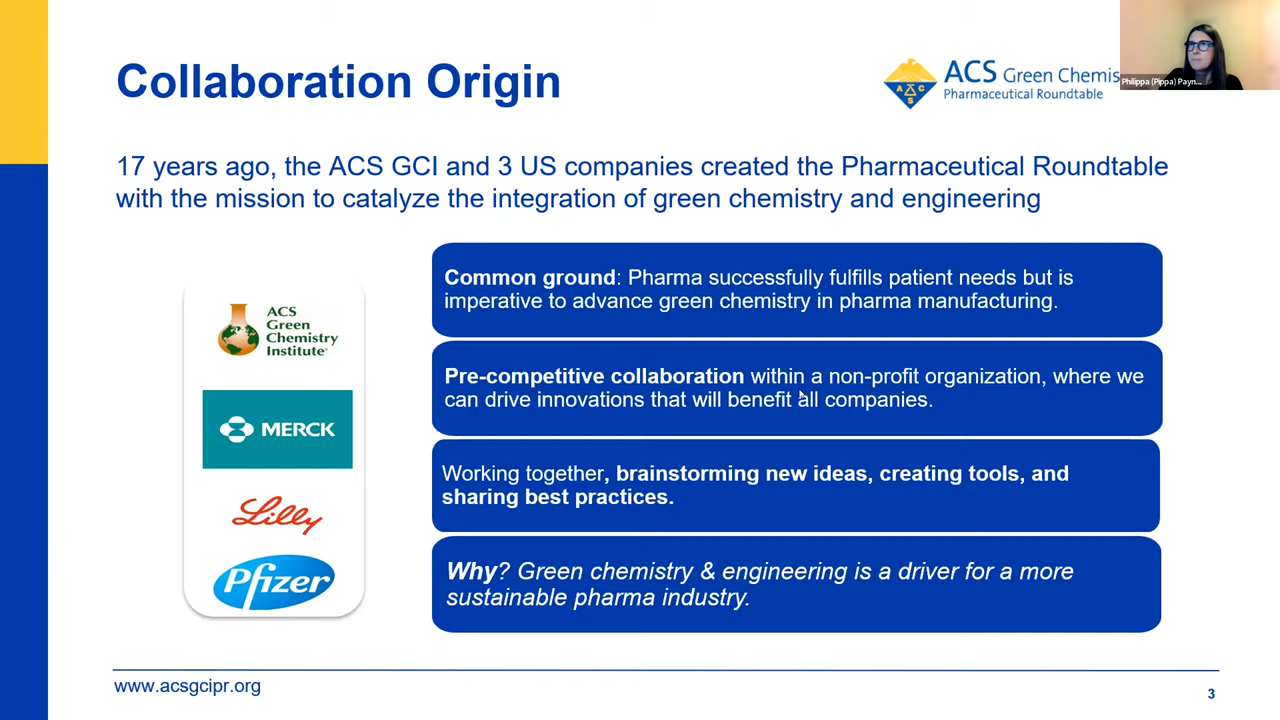 Collaboration Origin
ACS Green Chemis
Pharmaceutical Roundtable
A C S
Philippa (Pippa) Payn...
17 years ago, the ACS GCI and 3 US companies created the Pharmaceutical Roundtable
with the mission to catalyze the integration of green chemistry and engineering
ACS
Green
Chemistry
Institute
MERCK
Lilly
Pfizer
Common ground: Pharma successfully fulfills patient needs but is
imperative to advance green chemistry in pharma manufacturing.
Pre-competitive collaboration within a non-profit organization, where we
can drive innovations that will benefit all companies.
Working together, brainstorming new ideas, creating tools, and
sharing best practices.
Why? Green chemistry & engineering is a driver for a more
sustainable pharma industry.
www.acsgcipr.org
3